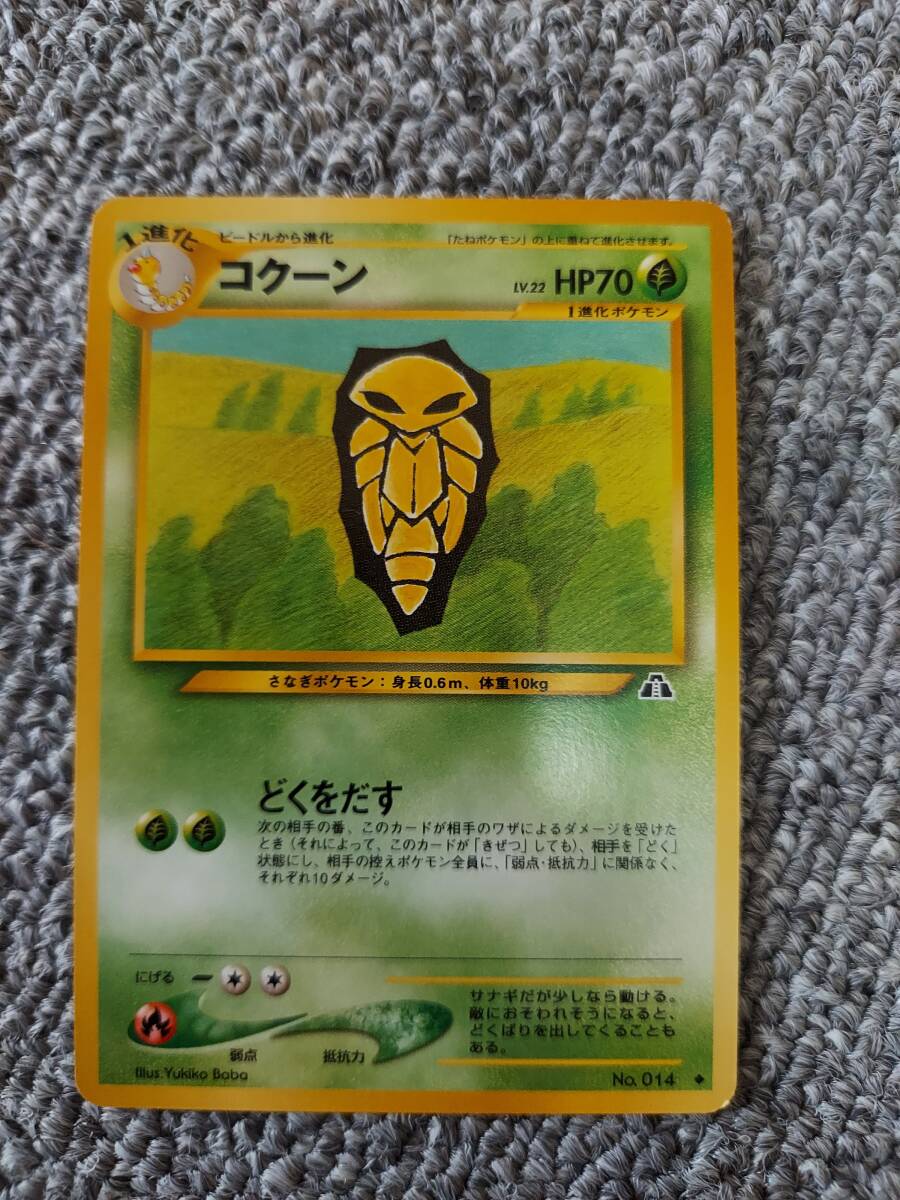 1進化
ビードルから進化
「たねポケモン」の上に重ねて進化させます。
コクーン
LV.22 HP70
1進化ポケモン
さなぎポケモン：身長0.6m、体重10kg
どくをだす
次の相手の番、このカードが相手のワザによるダメージを受けた
とき（それによって、このカードが「きぜつ」しても）、相手を「どく」
状態にし、相手の控えポケモン全員に、「弱点・抵抗力」に関係なく、
それぞれ10ダメージ。
にげる
弱点
抵抗力
サナギだが少しなら動ける。
敵におそわれそうになると、
どくばりを出してくることも
ある。
Illus.Yukiko Baba
No. 014